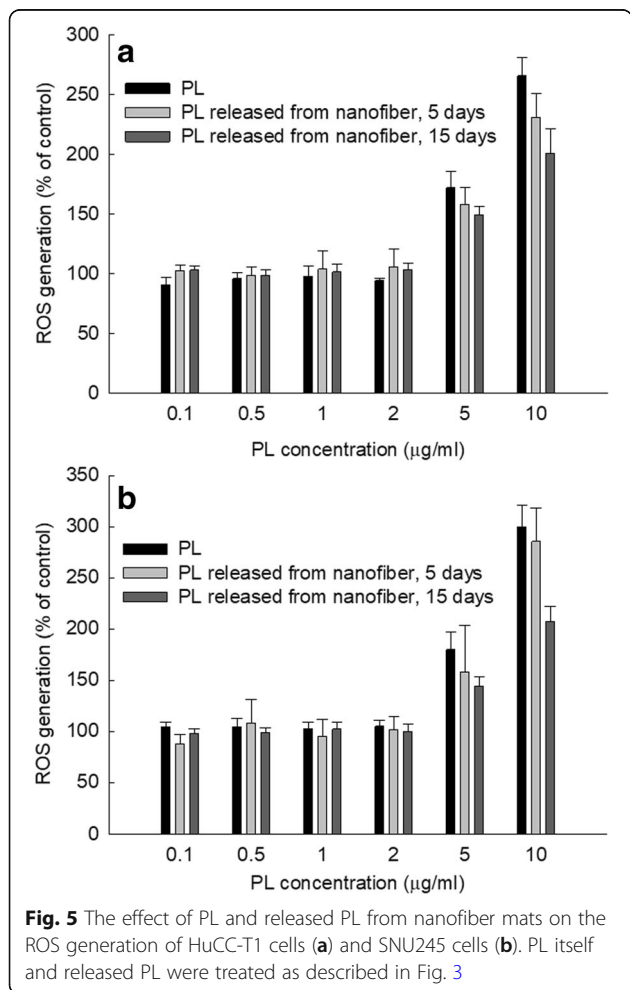 300
250
200
150
100
50
0
ROS generation (% of control)
a
PL
PL released from nanofiber, 5 days
PL released from nanofiber, 15 days
0.1 0.5 1 2 5 10
PL concentration (μg/ml)
350
300
250
200
150
100
50
0
ROS generation (% of control)
b
PL
PL released from nanofiber, 5 days
PL released from nanofiber, 15 days
0.1 0.5 1 2 5 10
PL concentration (μg/ml)
Fig. 5 The effect of PL and released PL from nanofiber mats on the
ROS generation of HuCC-T1 cells (a) and SNU245 cells (b). PL itself
and released PL were treated as described in Fig. 3